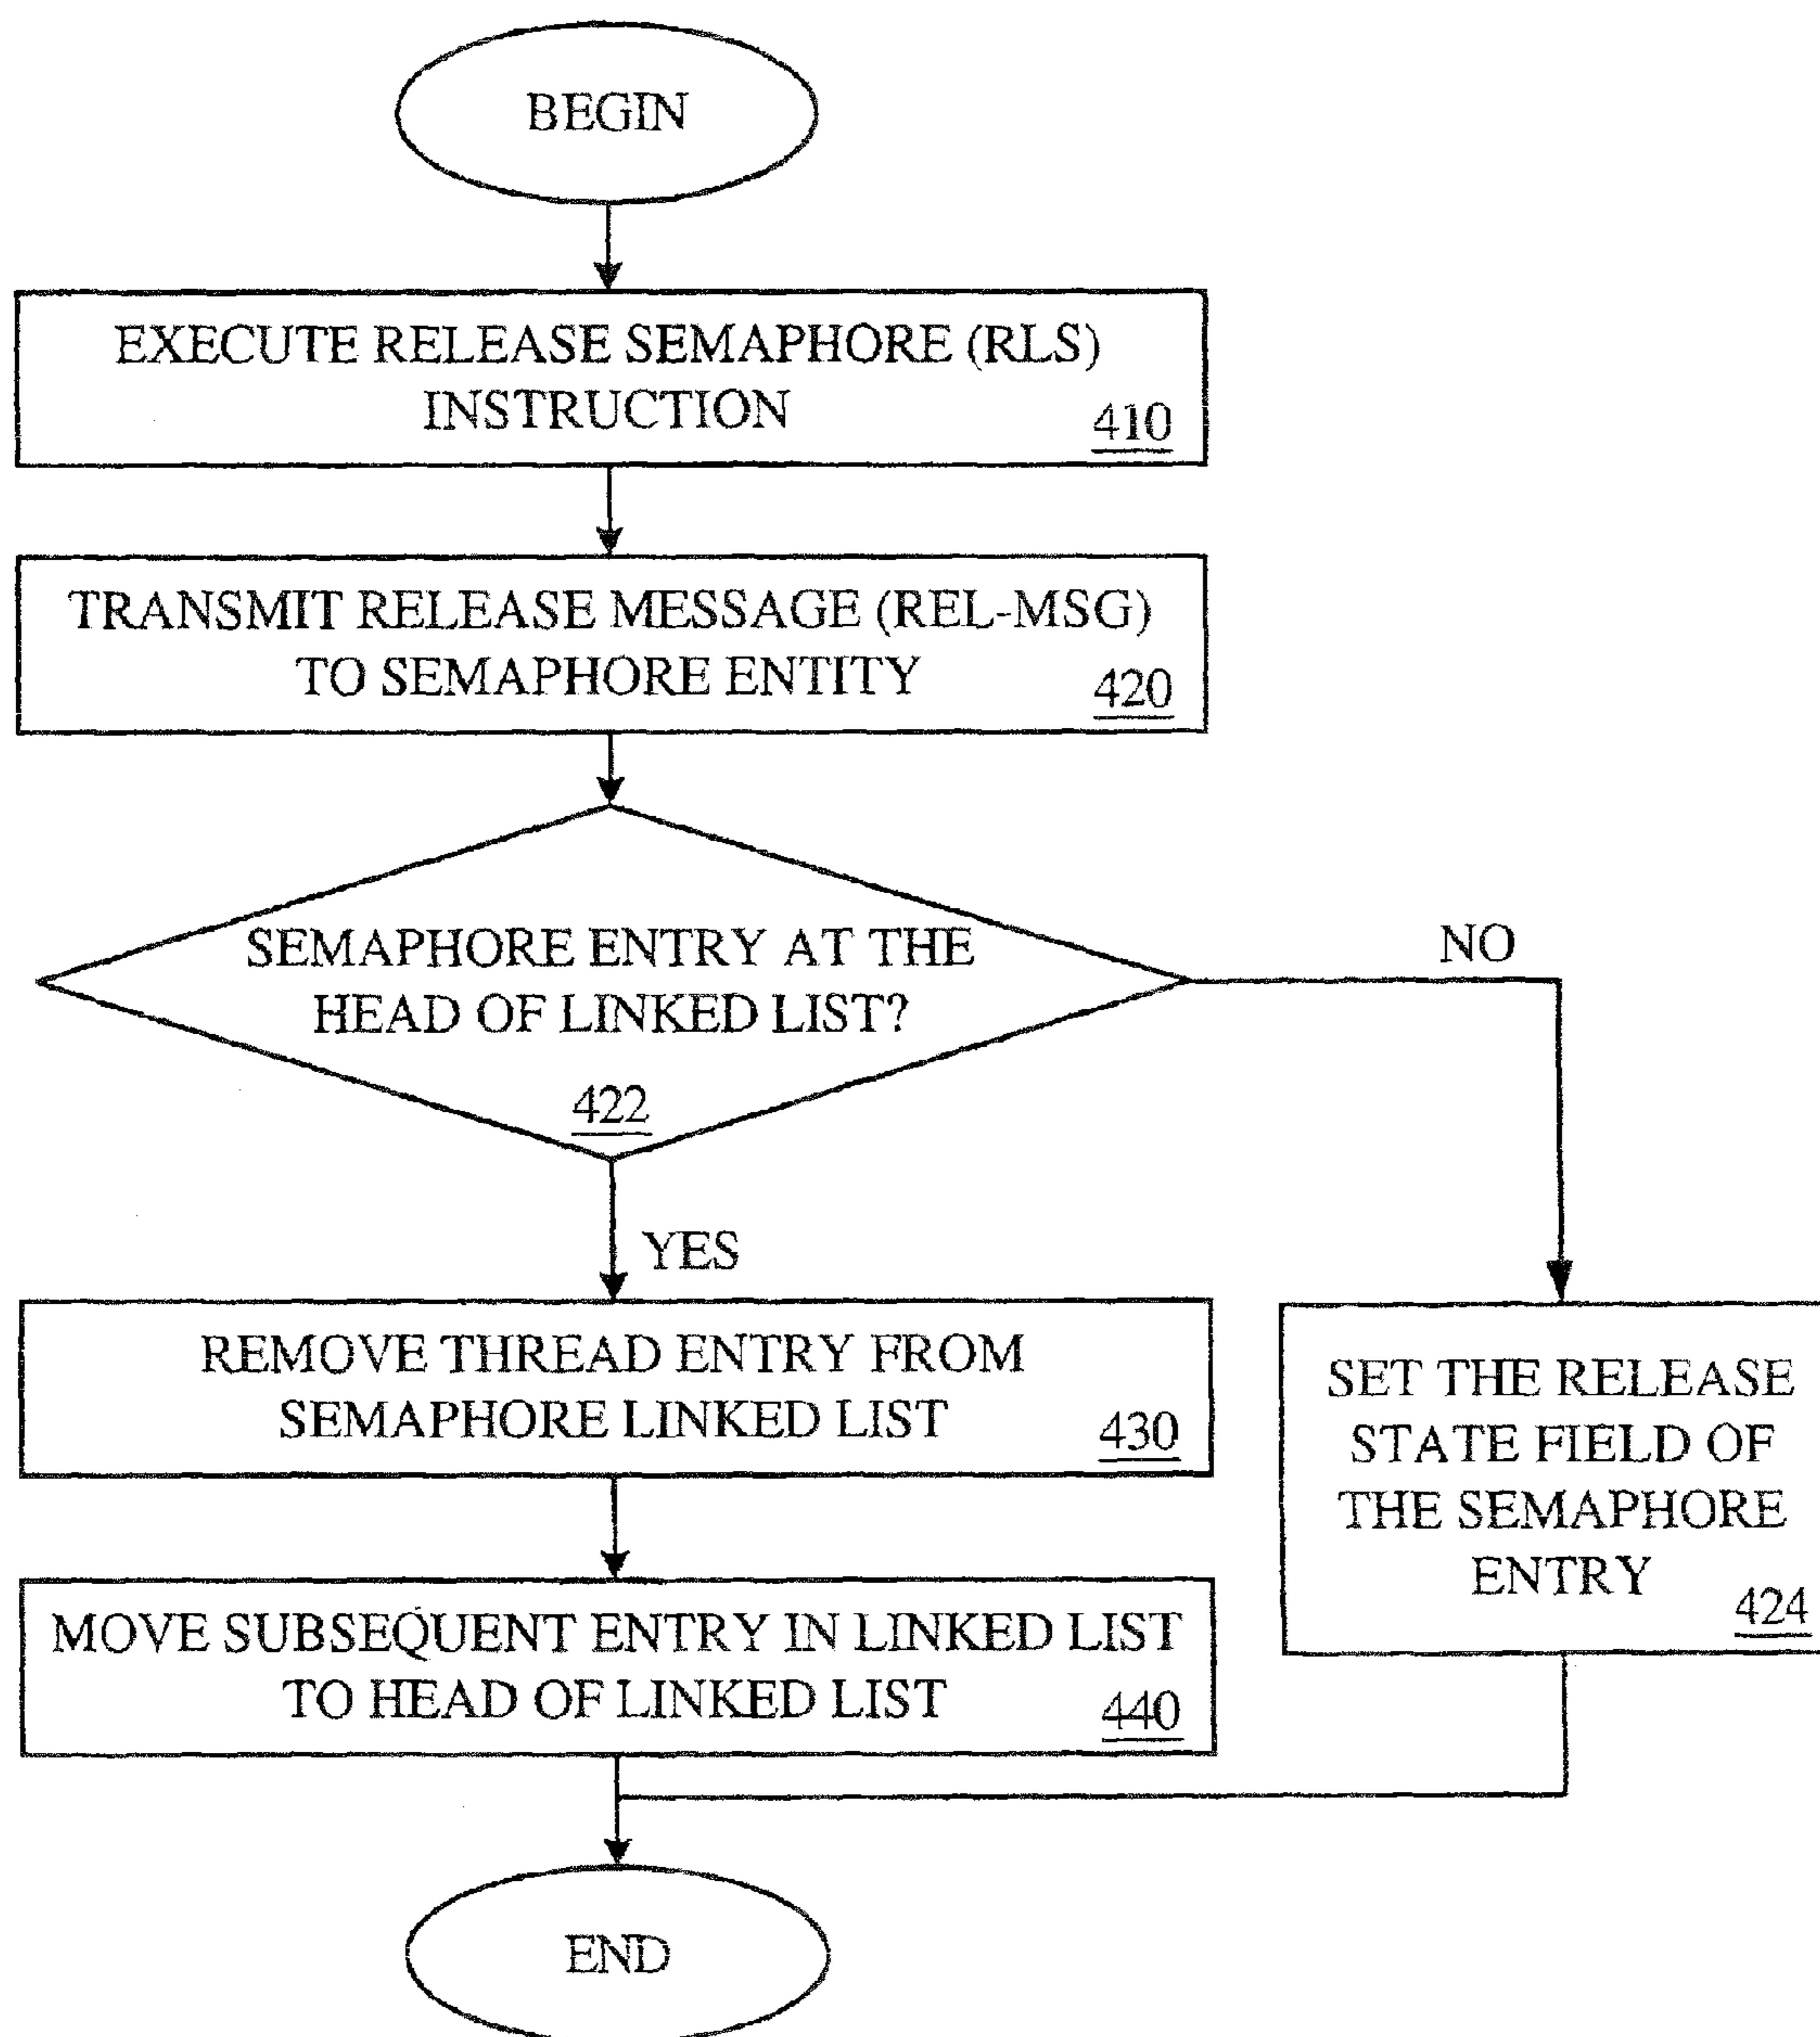 BEGIN
EXECUTE RELEASE SEMAPHORE (RLS)
INSTRUCTION
410
TRANSMIT RELEASE MESSAGE (REL-MSG)
TO SEMAPHORE ENTITY
420
SEMAPHORE ENTRY AT THE
HEAD OF LINKED LIST?
422
NO
YES
REMOVE THREAD ENTRY FROM
SEMAPHORE LINKED LIST
430
SET THE RELEASE
STATE FIELD OF
THE SEMAPHORE
ENTRY
424
MOVE SUBSEQUENT ENTRY IN LINKED LIST
TO HEAD OF LINKED LIST
440
END